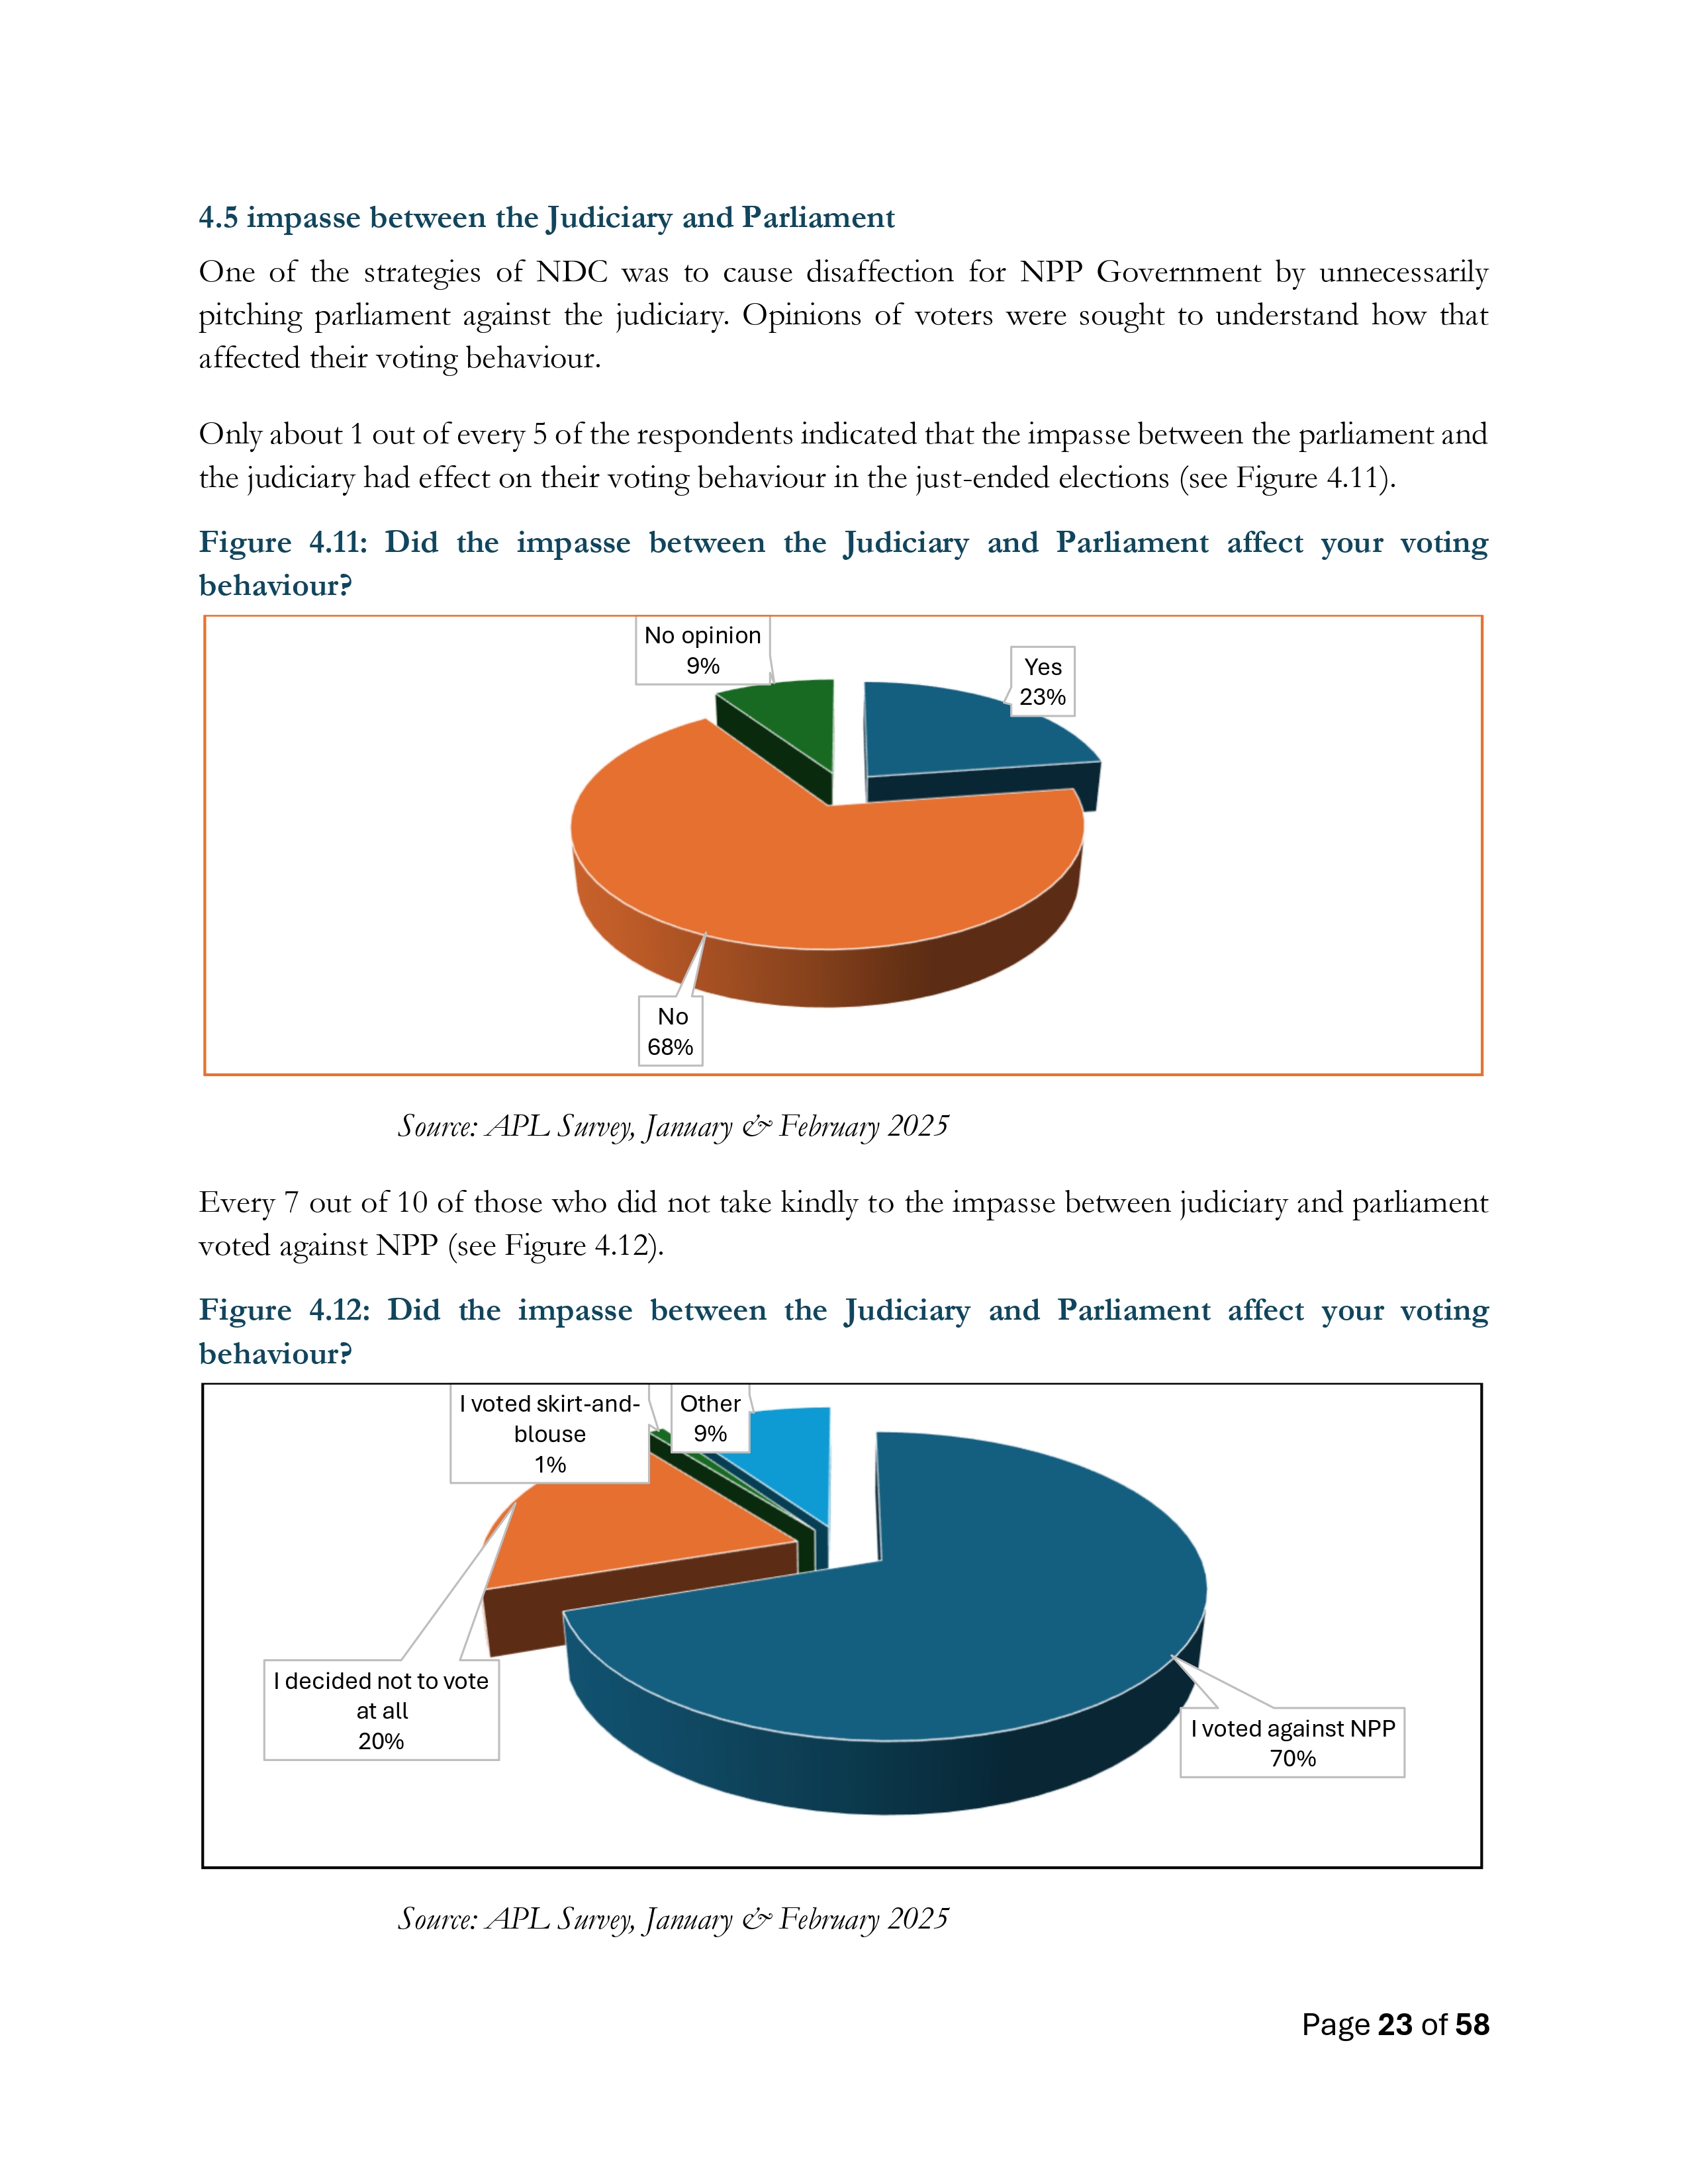 4.5 impasse between the Judiciary and Parliament
One of the strategies of NDC was to cause disaffection for NPP Government by unnecessarily
pitching parliament against the judiciary. Opinions of voters were sought to understand how that
affected their voting behaviour.
Only about 1 out of every 5 of the respondents indicated that the impasse between the parliament and
the judiciary had effect on their voting behaviour in the just-ended elections (see Figure 4.11).
Figure 4.11: Did the impasse between the Judiciary and Parliament affect your voting
behaviour?
No opinion
9%
Yes
23%
No
68%
Source: APL Survey, January & February 2025
Every 7 out of 10 of those who did not take kindly to the impasse between judiciary and parliament
voted against NPP (see Figure 4.12).
Figure 4.12: Did the impasse between the Judiciary and Parliament affect your voting
behaviour?
I voted skirt-and-
blouse
1%
Other
9%
I decided not to vote
at all
20%
I voted against NPP
70%
Source: APL Survey, January & February 2025
Page 23 of 58